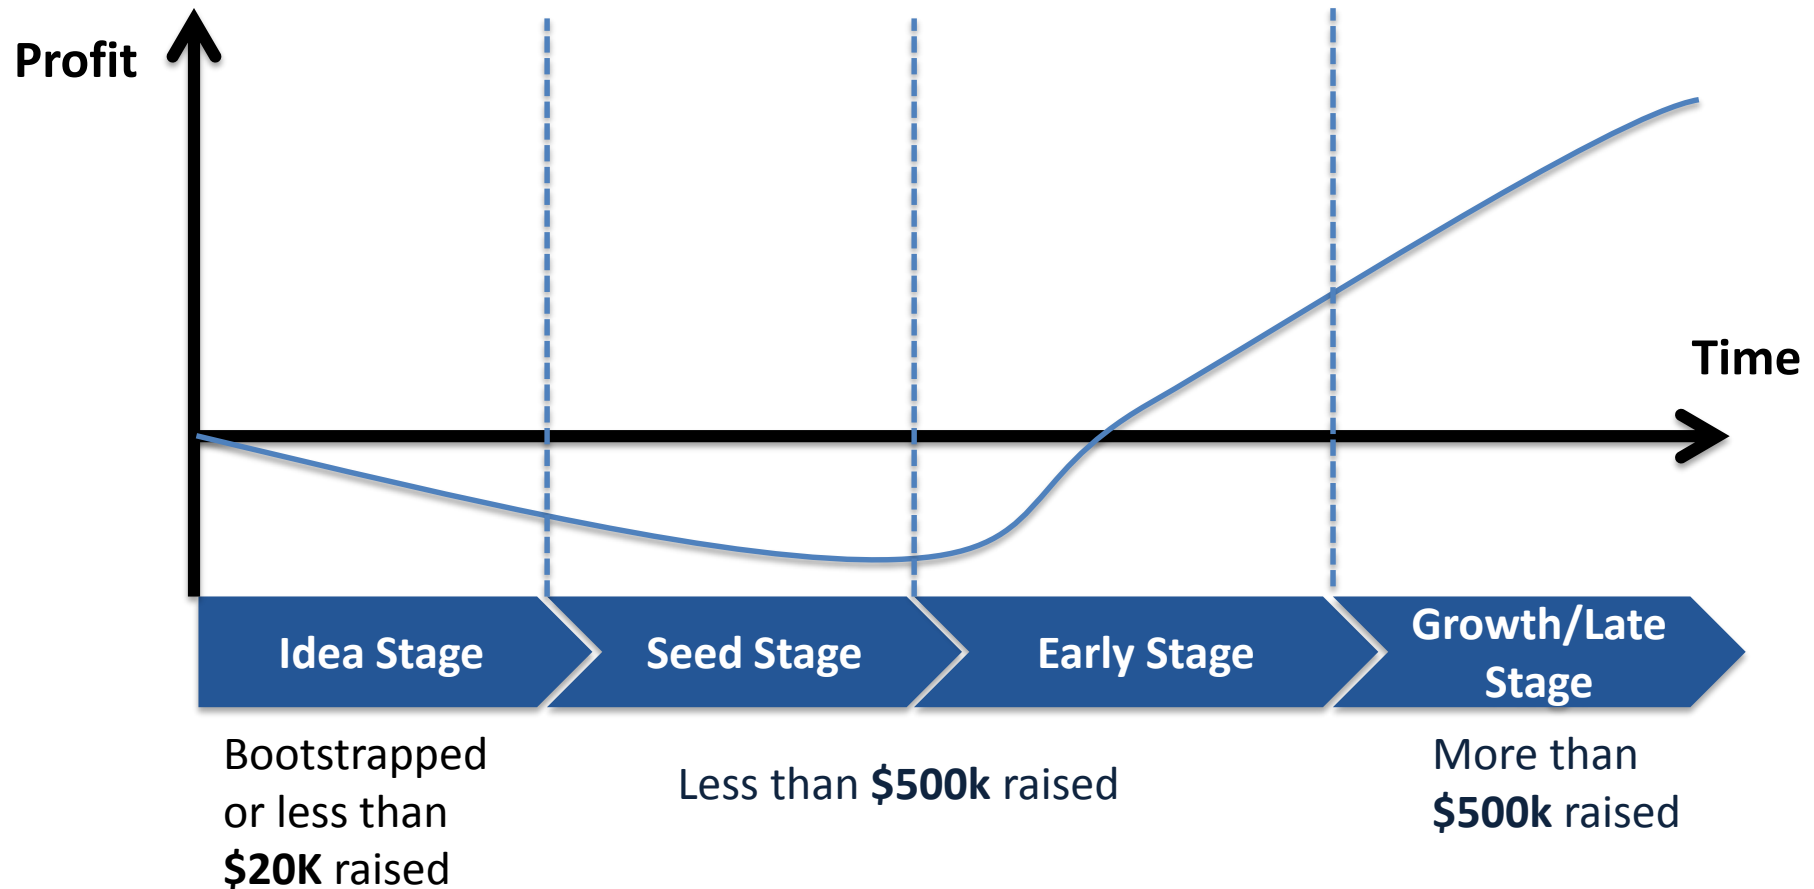 Profit
Time
Idea Stage
Seed Stage
Early Stage
Growth/Late
Stage
Bootstrapped
or less than
$20K raised
Less than $500k raised
More than
$500k raised